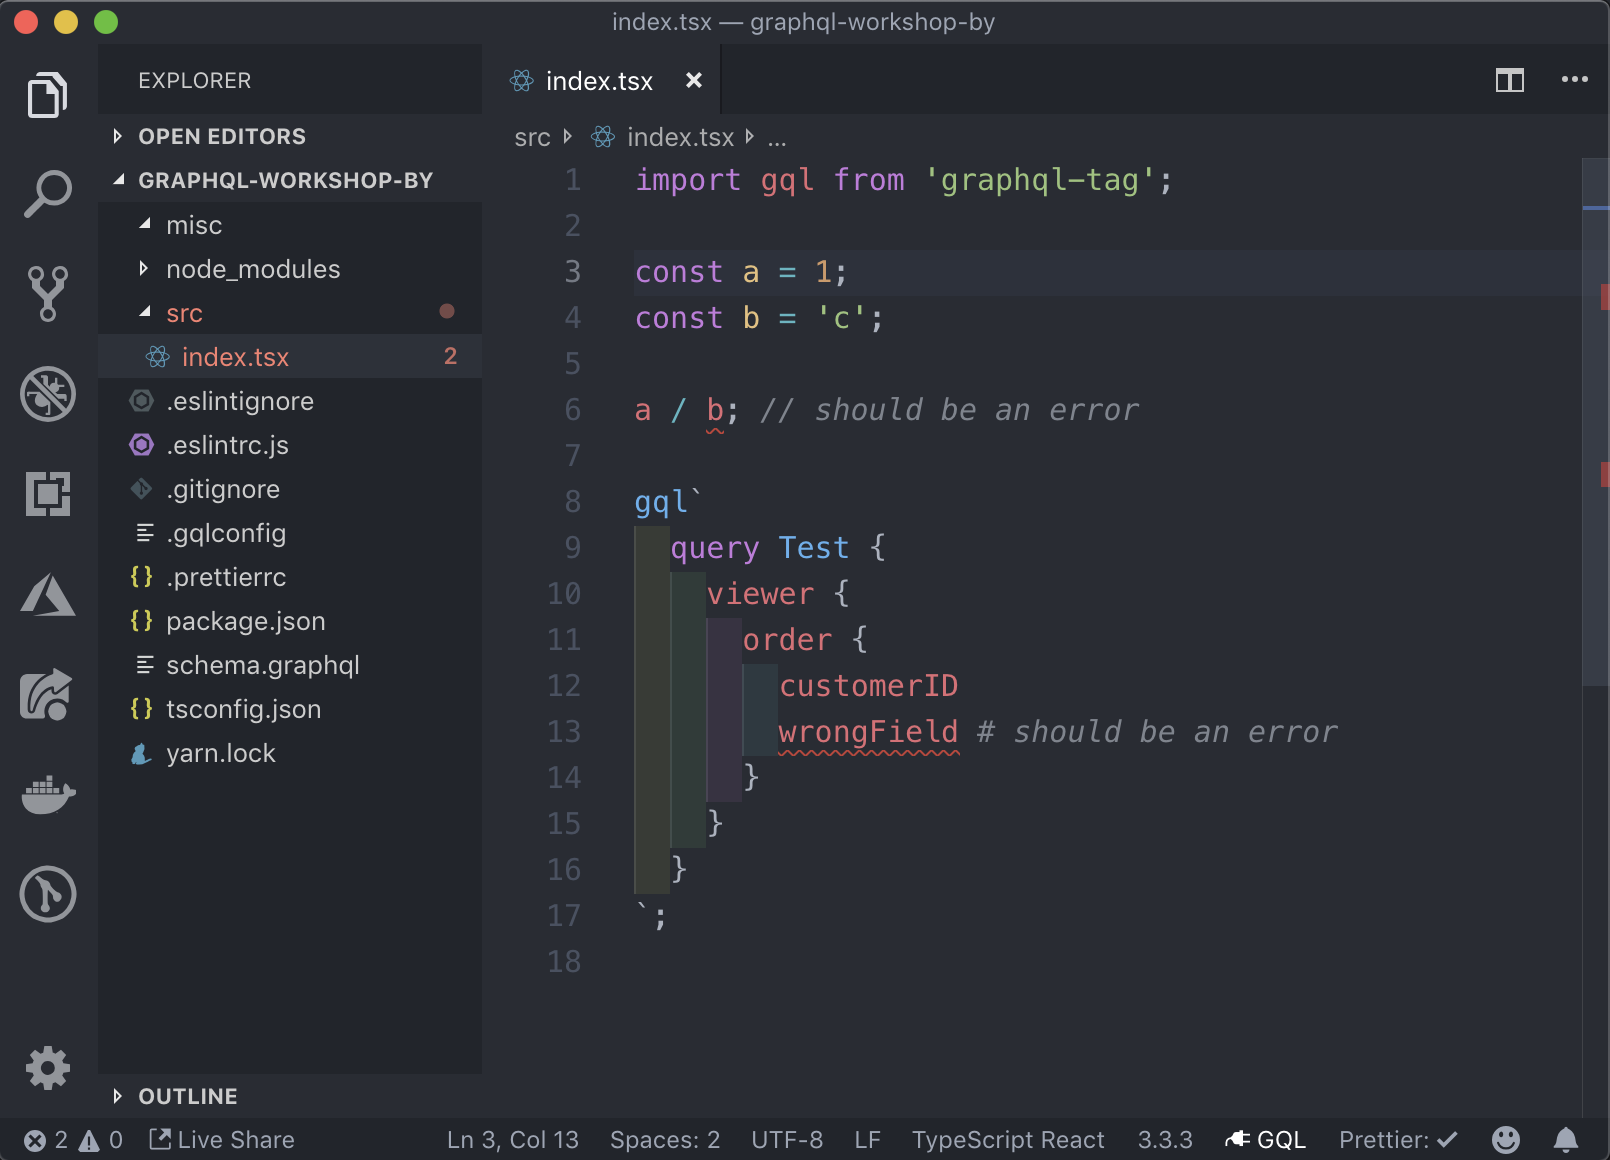 index.tsx — graphql-workshop-by
EXPLORER
OPEN EDITORS
GRAPHQL-WORKSHOP-BY
misc
node_modules
src
index.tsx 2
.eslintignore
.eslintrc.js
.gitignore
.gqlconfig
{} .prettierrc
{} package.json
schema.graphql
{} tsconfig.json
yarn.lock
OUTLINE
index.tsx ×
src index.tsx ...
1 import gql from 'graphql-tag';
2
3 const a = 1;
4 const b = 'c';
5
6 a / b; // should be an error
7
8 gql`
9 query Test {
10 viewer {
11 order {
12 customerID
13 wrongField # should be an error
14 }
15 }
16 }
17 `;
18
2 0 Live Share Ln 3, Col 13 Spaces: 2 UTF-8 LF TypeScript React 3.3.3 GQL Prettier: ✓